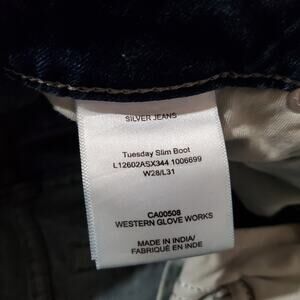 SILVER JEANS
Tuesday Slim Boot
L12602ASX344 1006699
W28/L31
CA00508
WESTERN GLOVE WORKS
MADE IN INDIA/
FABRIQUÉ EN INDE